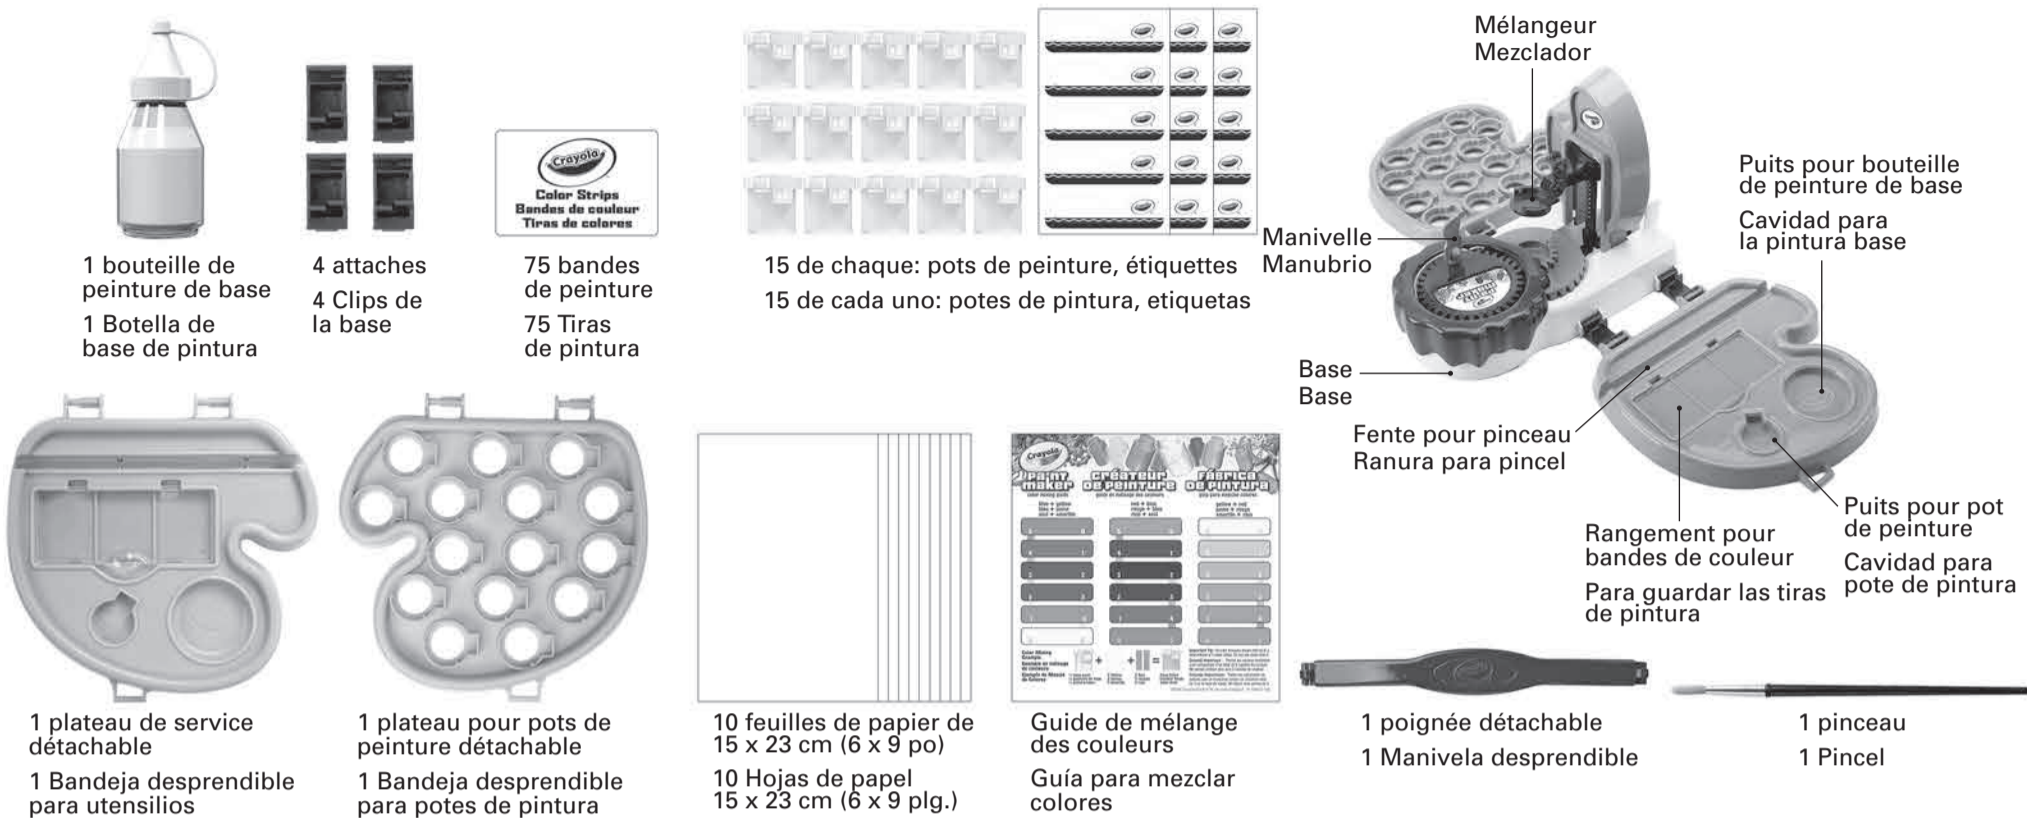 Crayola
Color Strips
Bandes de couleur
Tiras de colores
1 bouteille de
peinture de base
1 Botella de
base de pintura
4 attaches
4 Clips de
la base
75 bandes
de peinture
75 Tiras
de pintura
15 de chaque: pots de peinture, étiquettes
15 de cada uno: potes de pintura, etiquetas
Mélangeur
Mezclador
Manivelle
Manubrio
Base
Base
Puits pour bouteille
de peinture de base
Cavidad para
la pintura base
Fente pour pinceau
Ranura para pincel
Rangement pour
bandes de couleur
Para guardar las tiras
de pintura
Puits pour pot
de peinture
Cavidad para
pote de pintura
1 plateau de service
détachable
1 Bandeja desprendible
para utensilios
1 plateau pour pots de
peinture détachable
1 Bandeja desprendible
para potes de pintura
10 feuilles de papier de
15 x 23 cm (6 x 9 po)
10 Hojas de papel
15 x 23 cm (6 x 9 plg.)
Crayola
paint maker
créateur de peinture
fábrica de pintura
Guide de mélange
des couleurs
Guía para mezclar
colores
1 poignée détachable
1 Manivela desprendible
1 pinceau
1 Pincel